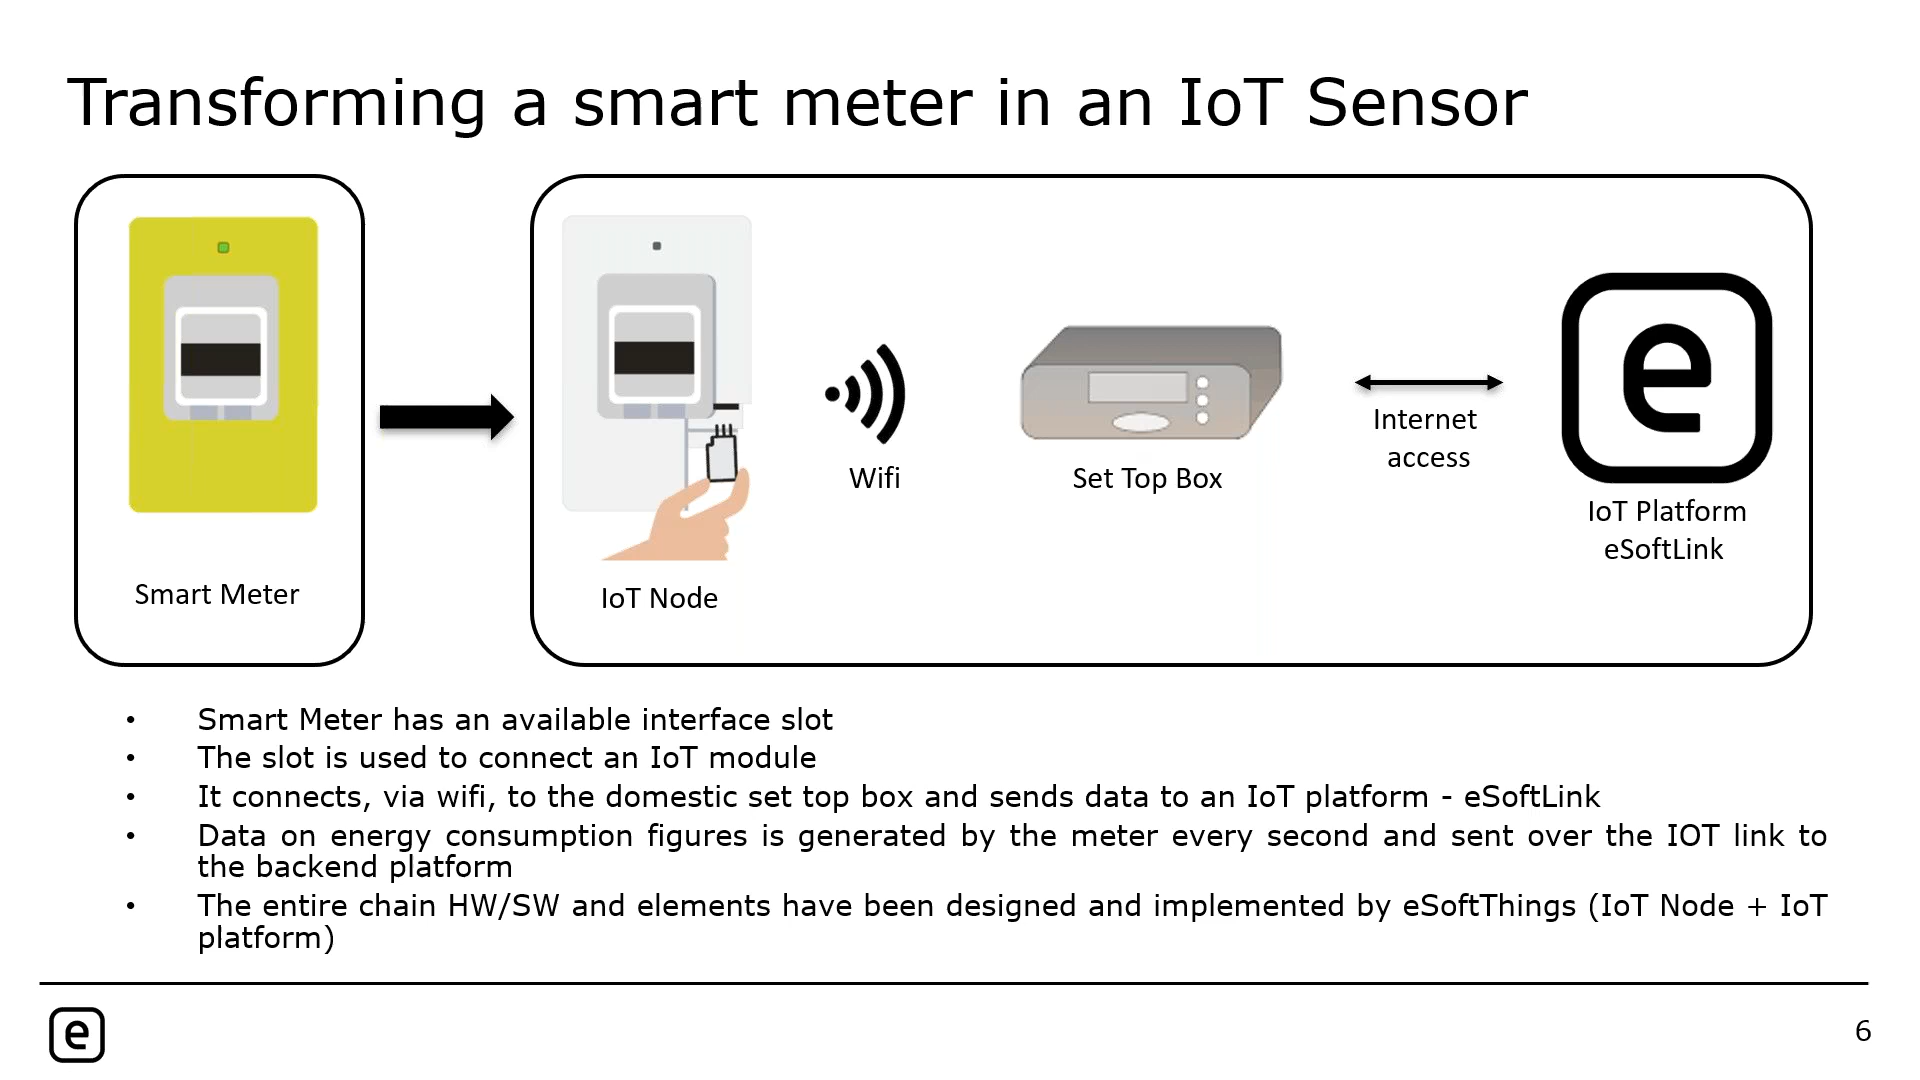 Transforming a smart meter in an IoT Sensor
Smart Meter
IoT Node
Wifi
Set Top Box
Internet
access
e
IoT Platform
eSoftLink
• Smart Meter has an available interface slot
• The slot is used to connect an IoT module
• It connects, via wifi, to the domestic set top box and sends data to an IoT platform - eSoftLink
• Data on energy consumption figures is generated by the meter every second and sent over the IOT link to
the backend platform
• The entire chain HW/SW and elements have been designed and implemented by eSoftThings (IoT Node + IoT
platform)
e
6